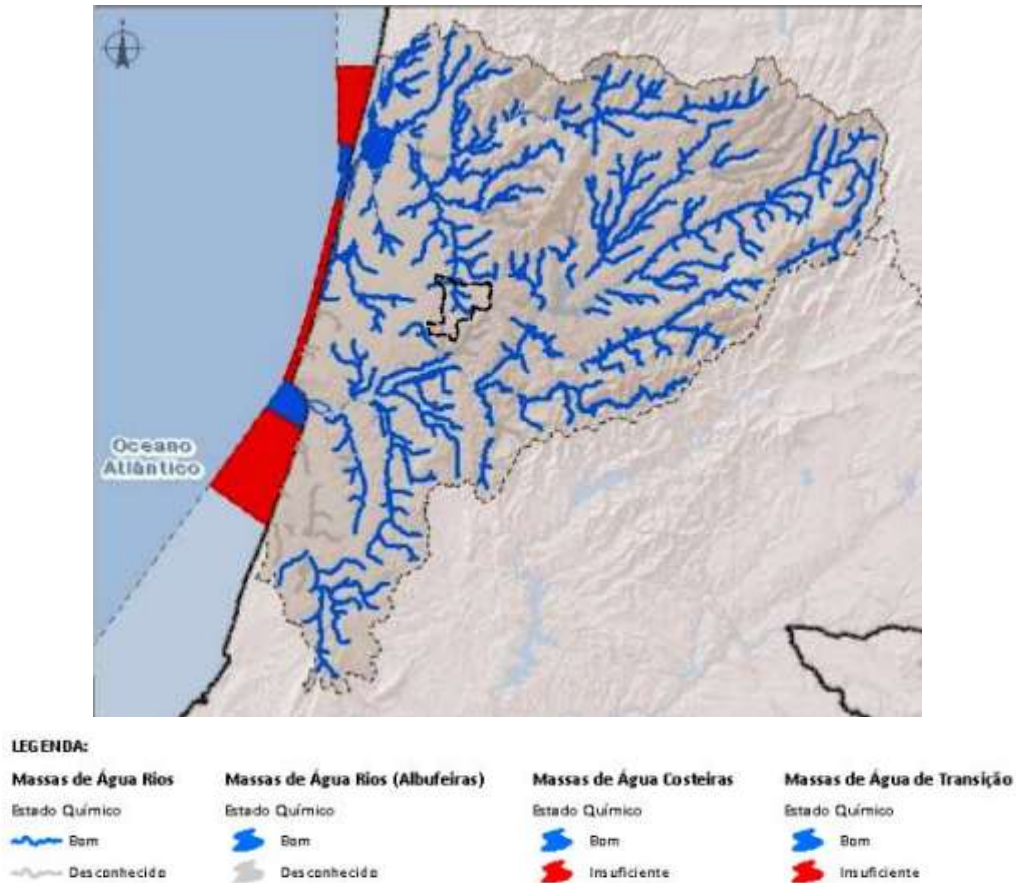 Oceano
Atlântico
LEGENDA:
Massas de Água Rios
Estado Químico
Bom
Desconhecido
Massas de Água Rios (Albufeiras)
Estado Químico
Bom
Desconhecido
Massas de Água Costeiras
Estado Químico
Bom
Insuficiente
Massas de Água de Transição
Estado Químico
Bom
Insuficiente